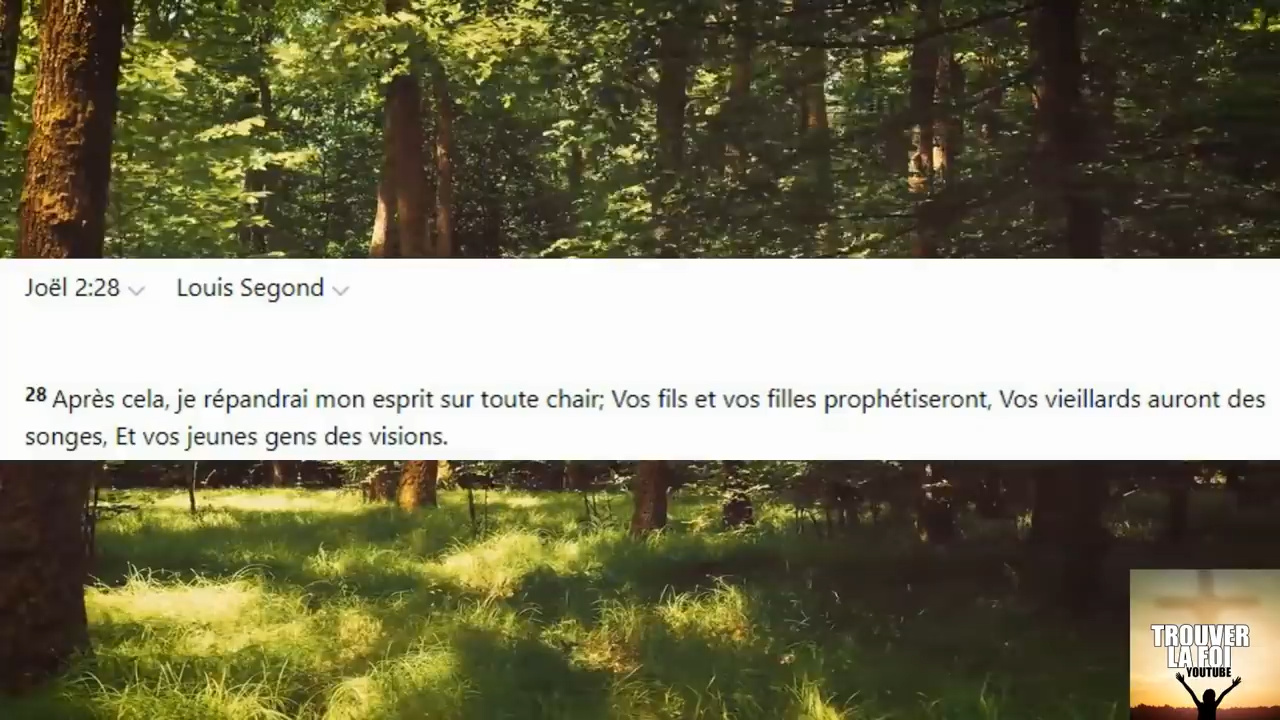 Joël 2:28 Louis Segond
28 Après cela, je répandrai mon esprit sur toute chair; Vos fils et vos filles prophétiseront, Vos vieillards auront des
songes, Et vos jeunes gens des visions.
TROUVER
LA FOI
YOUTUBE